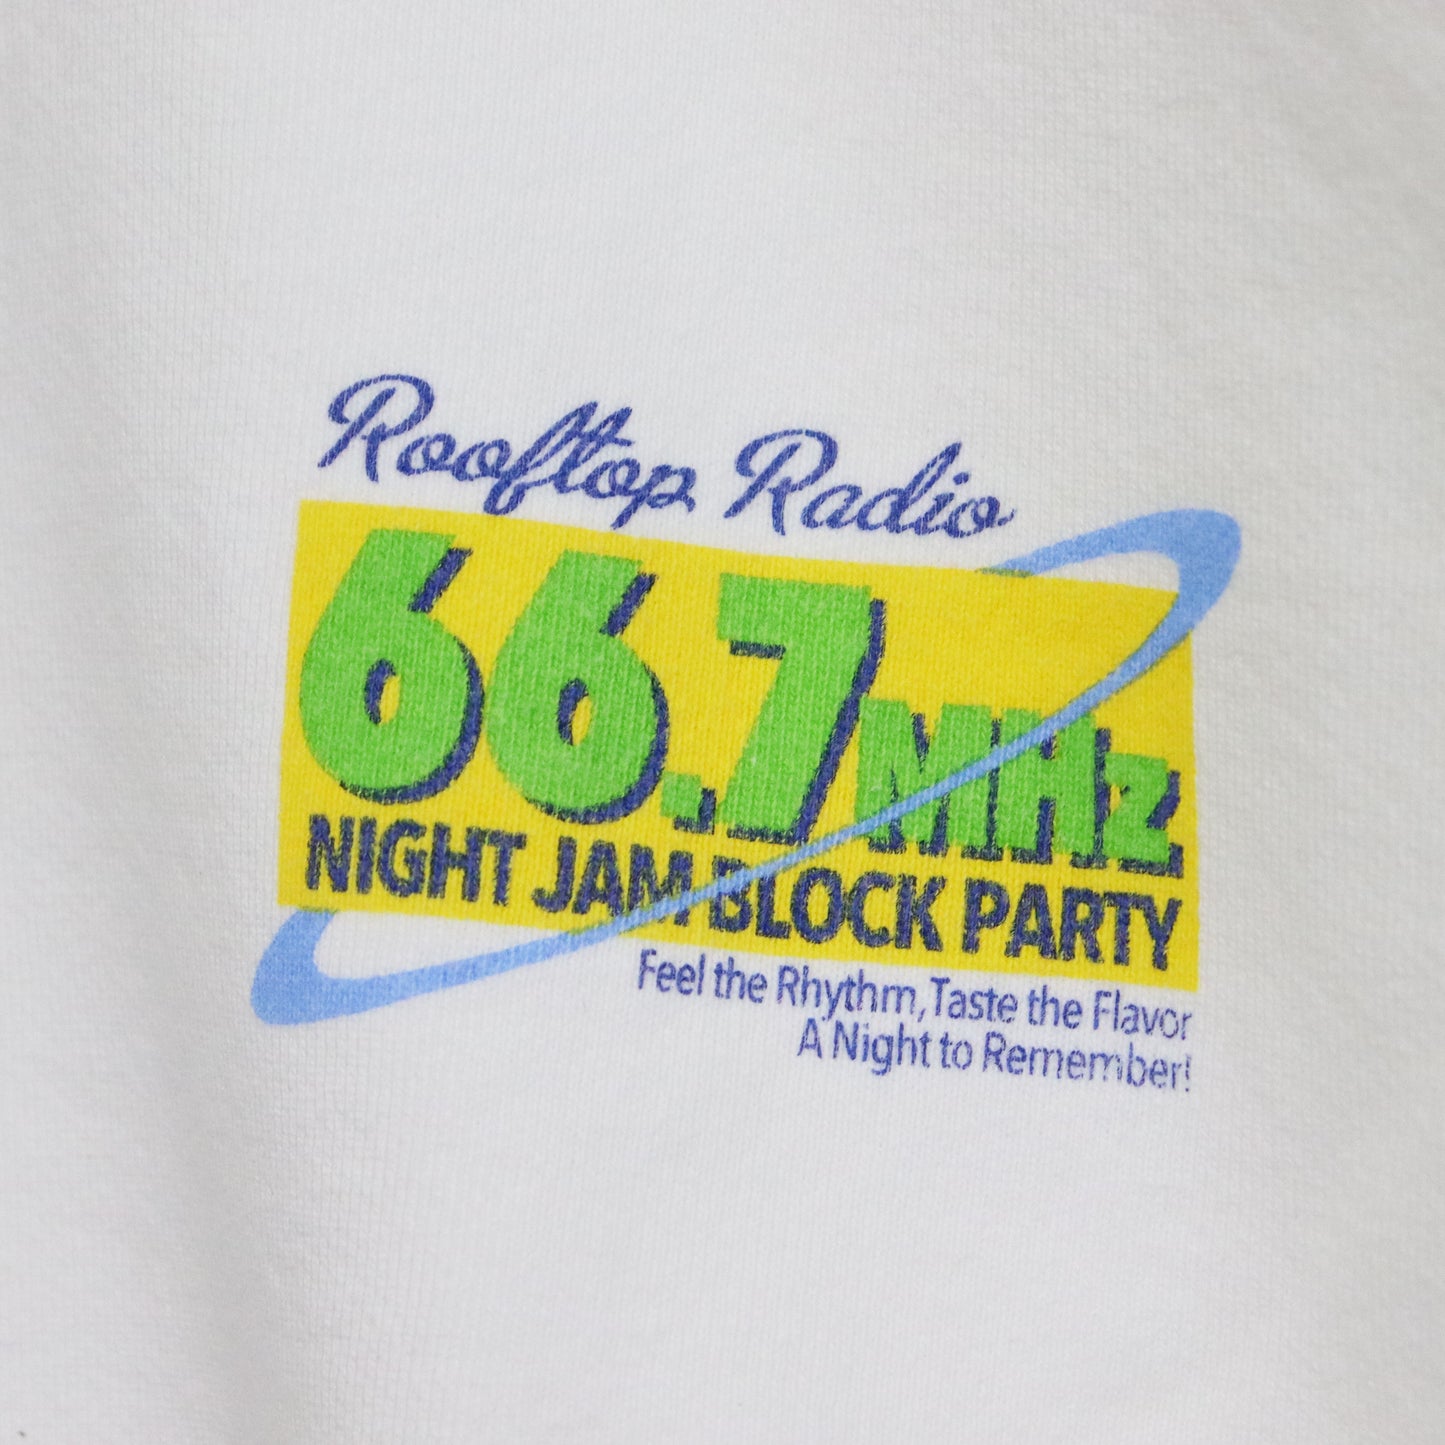 Rooftop Radio
66.7MHz
NIGHT JAM BLOCK PARTY
Feel the Rhythm, Taste the Flavor
A Night to Remember!